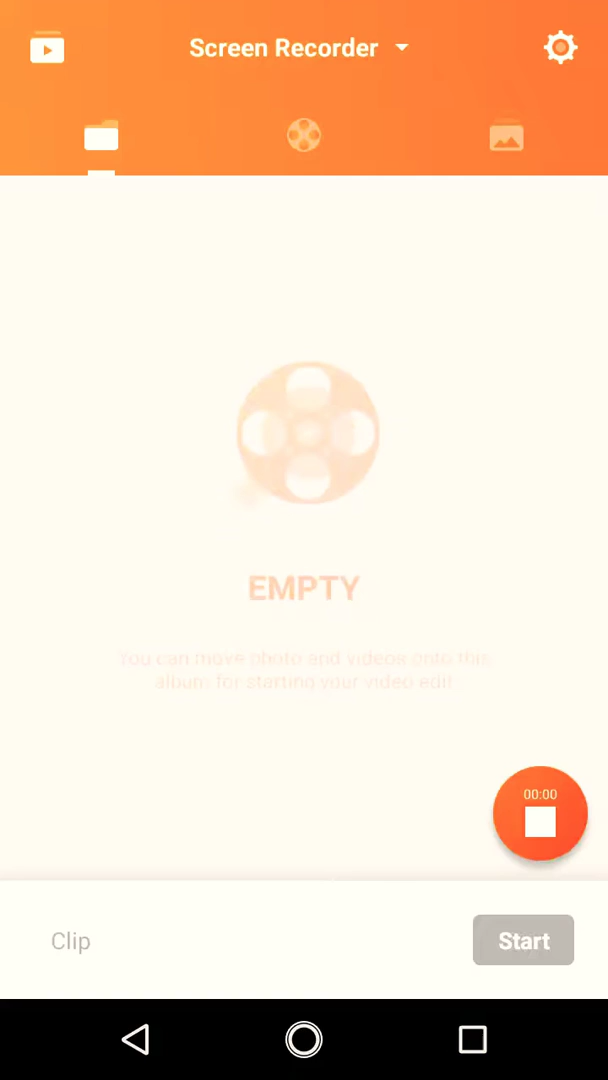 Screen Recorder
EMPTY
You can move photo and videos onto this
album for starting your video edit
00:00
Clip
Start